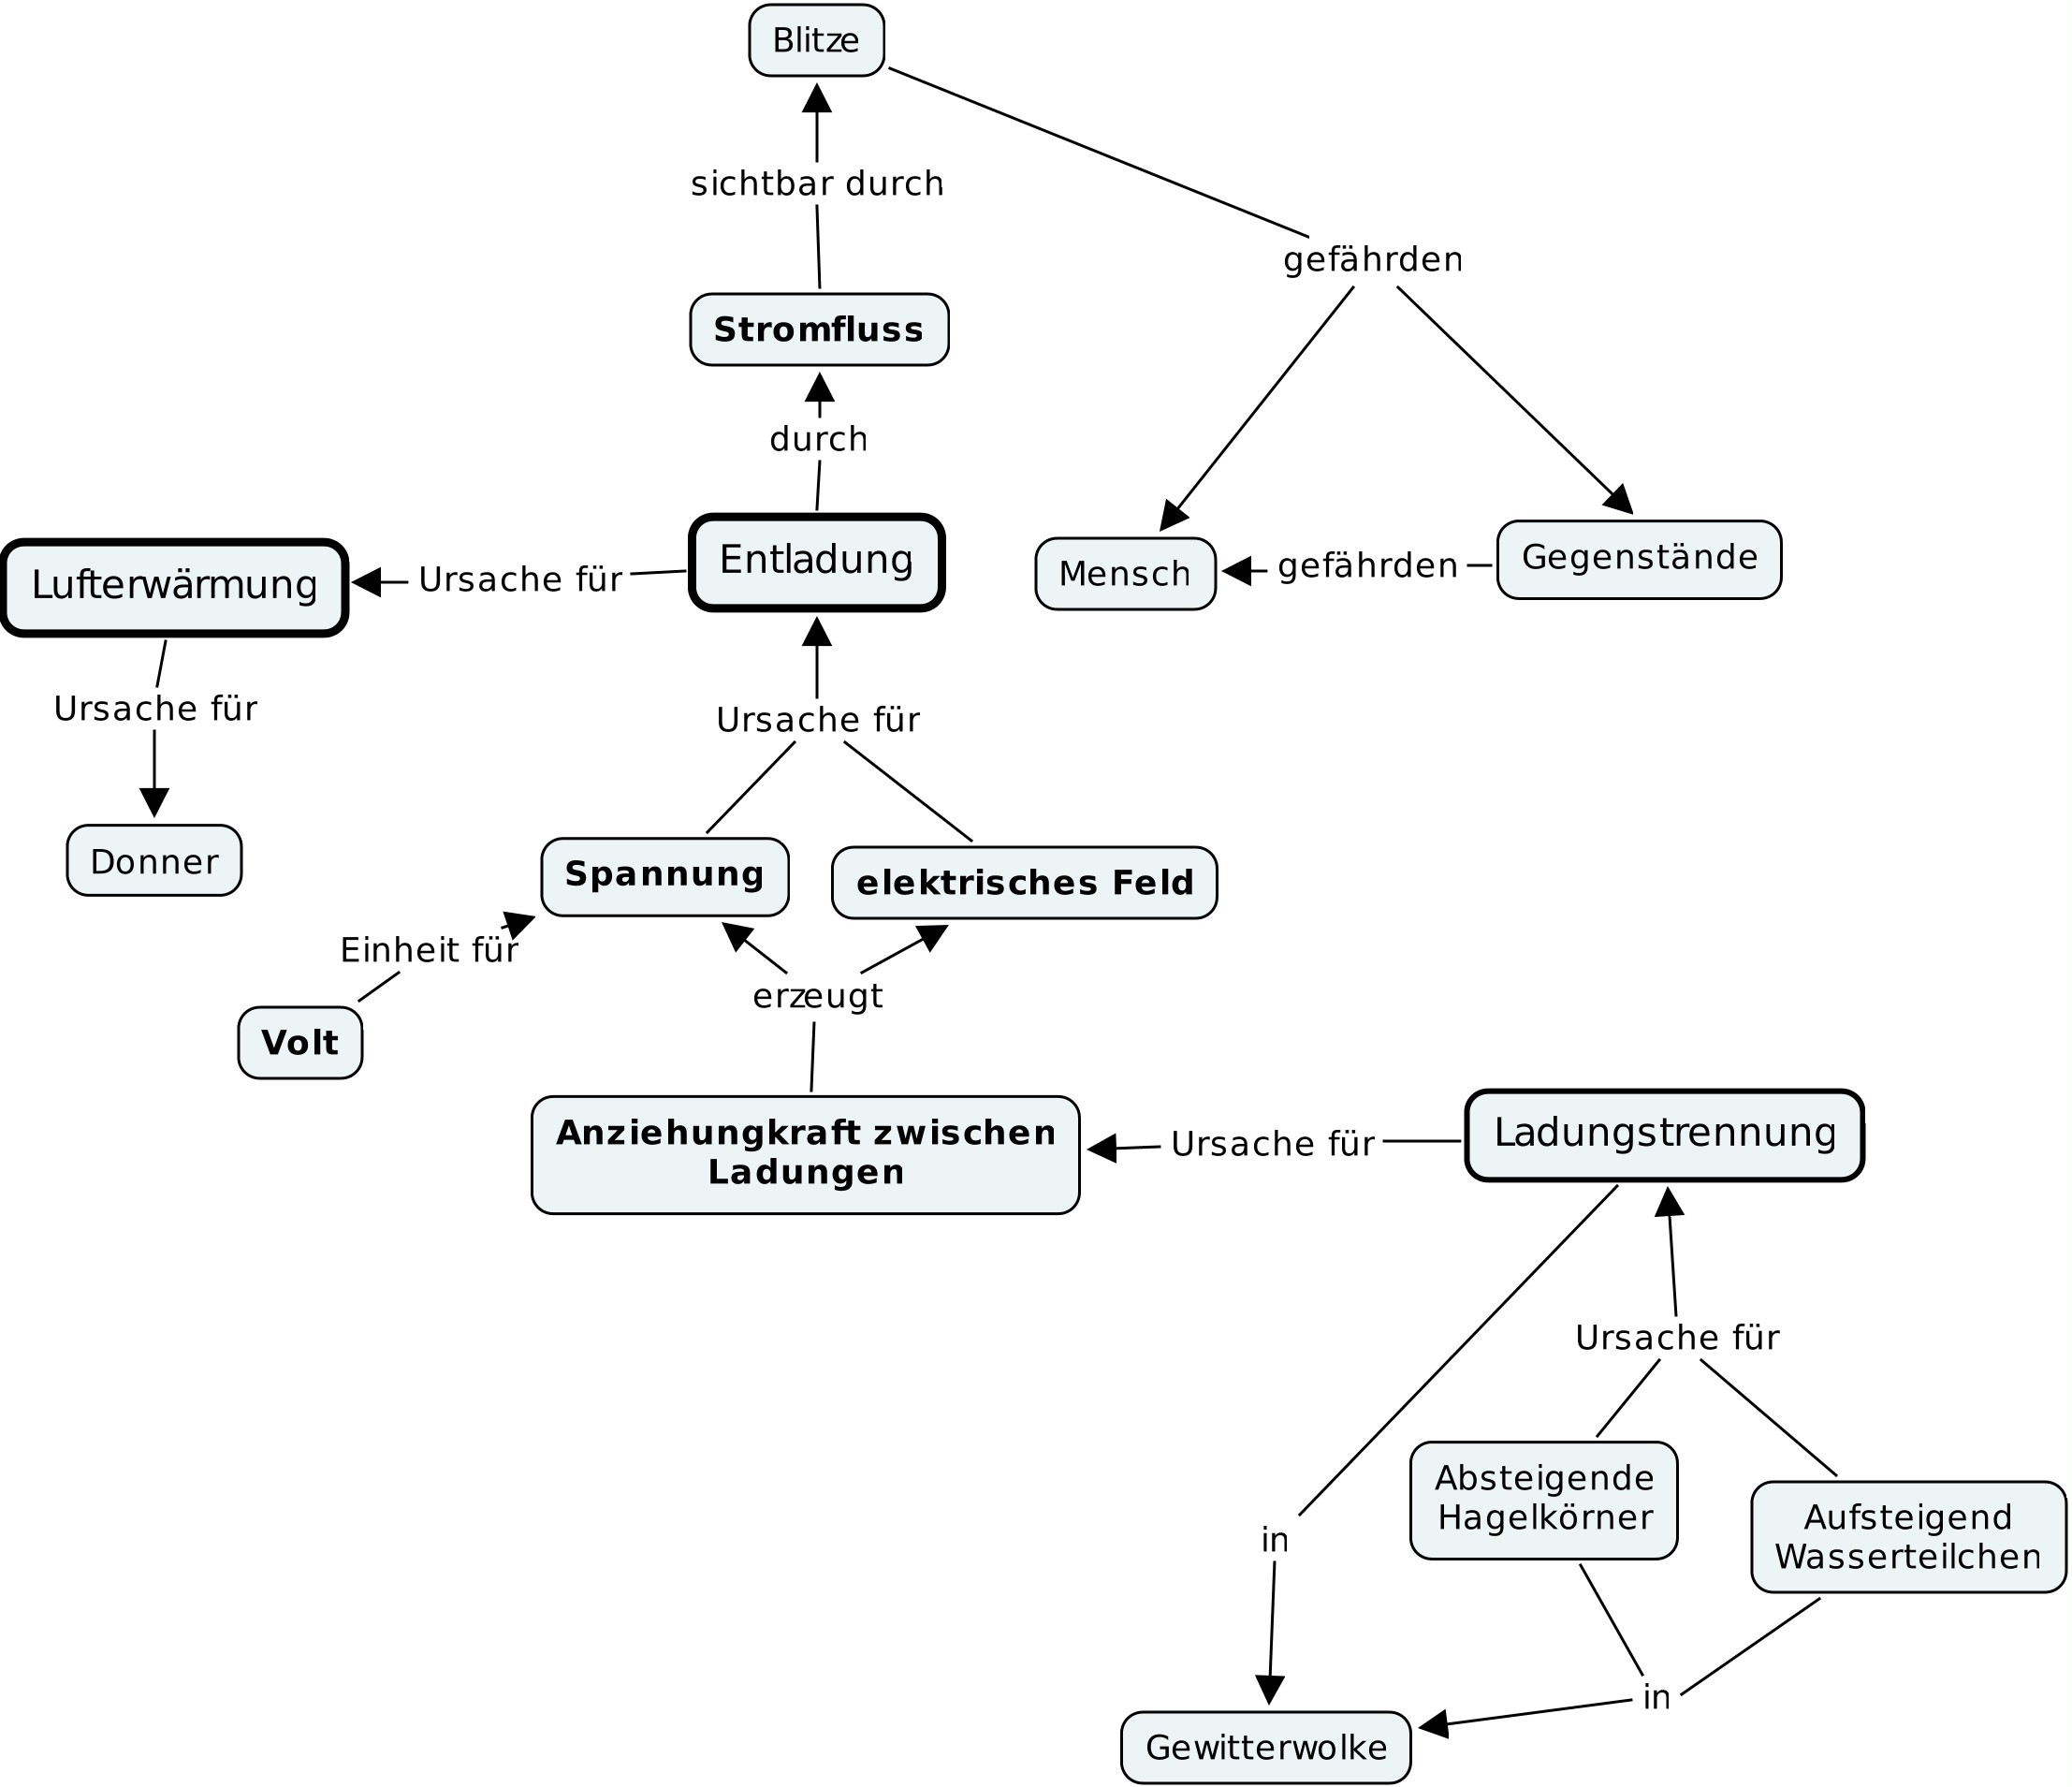 Blitze
sichtbar durch
gefährden
Stromfluss
durch
Entladung
Mensch
gefährden
Gegenstände
Lufterwärmung
Ursache für
Ursache für
Ursache für
Donner
Spannung
elektrisches Feld
Einheit für
erzeugt
Volt
Anziehungkraft zwischen
Ladungen
Ursache für
Ladungstrennung
Ursache für
Absteigende
Hagelkörner
Aufsteigend
Wasserteilchen
in
in
Gewitterwolke